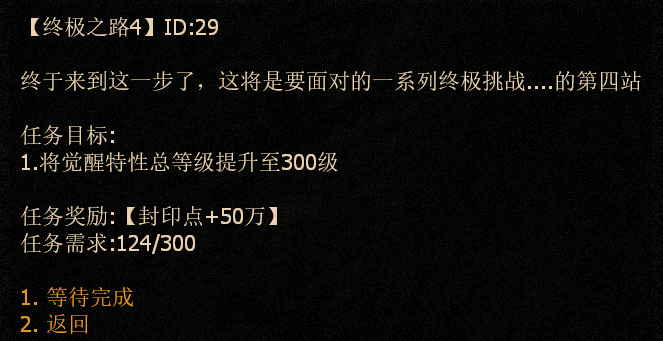 【终极之路4】ID:29
终于来到这一步了，这将是要面对的一系列终极挑战....的第四站
任务目标:
1.将觉醒特性总等级提升至300级
任务奖励:【封印点+50万】
任务需求:124/300
1. 等待完成
2. 返回